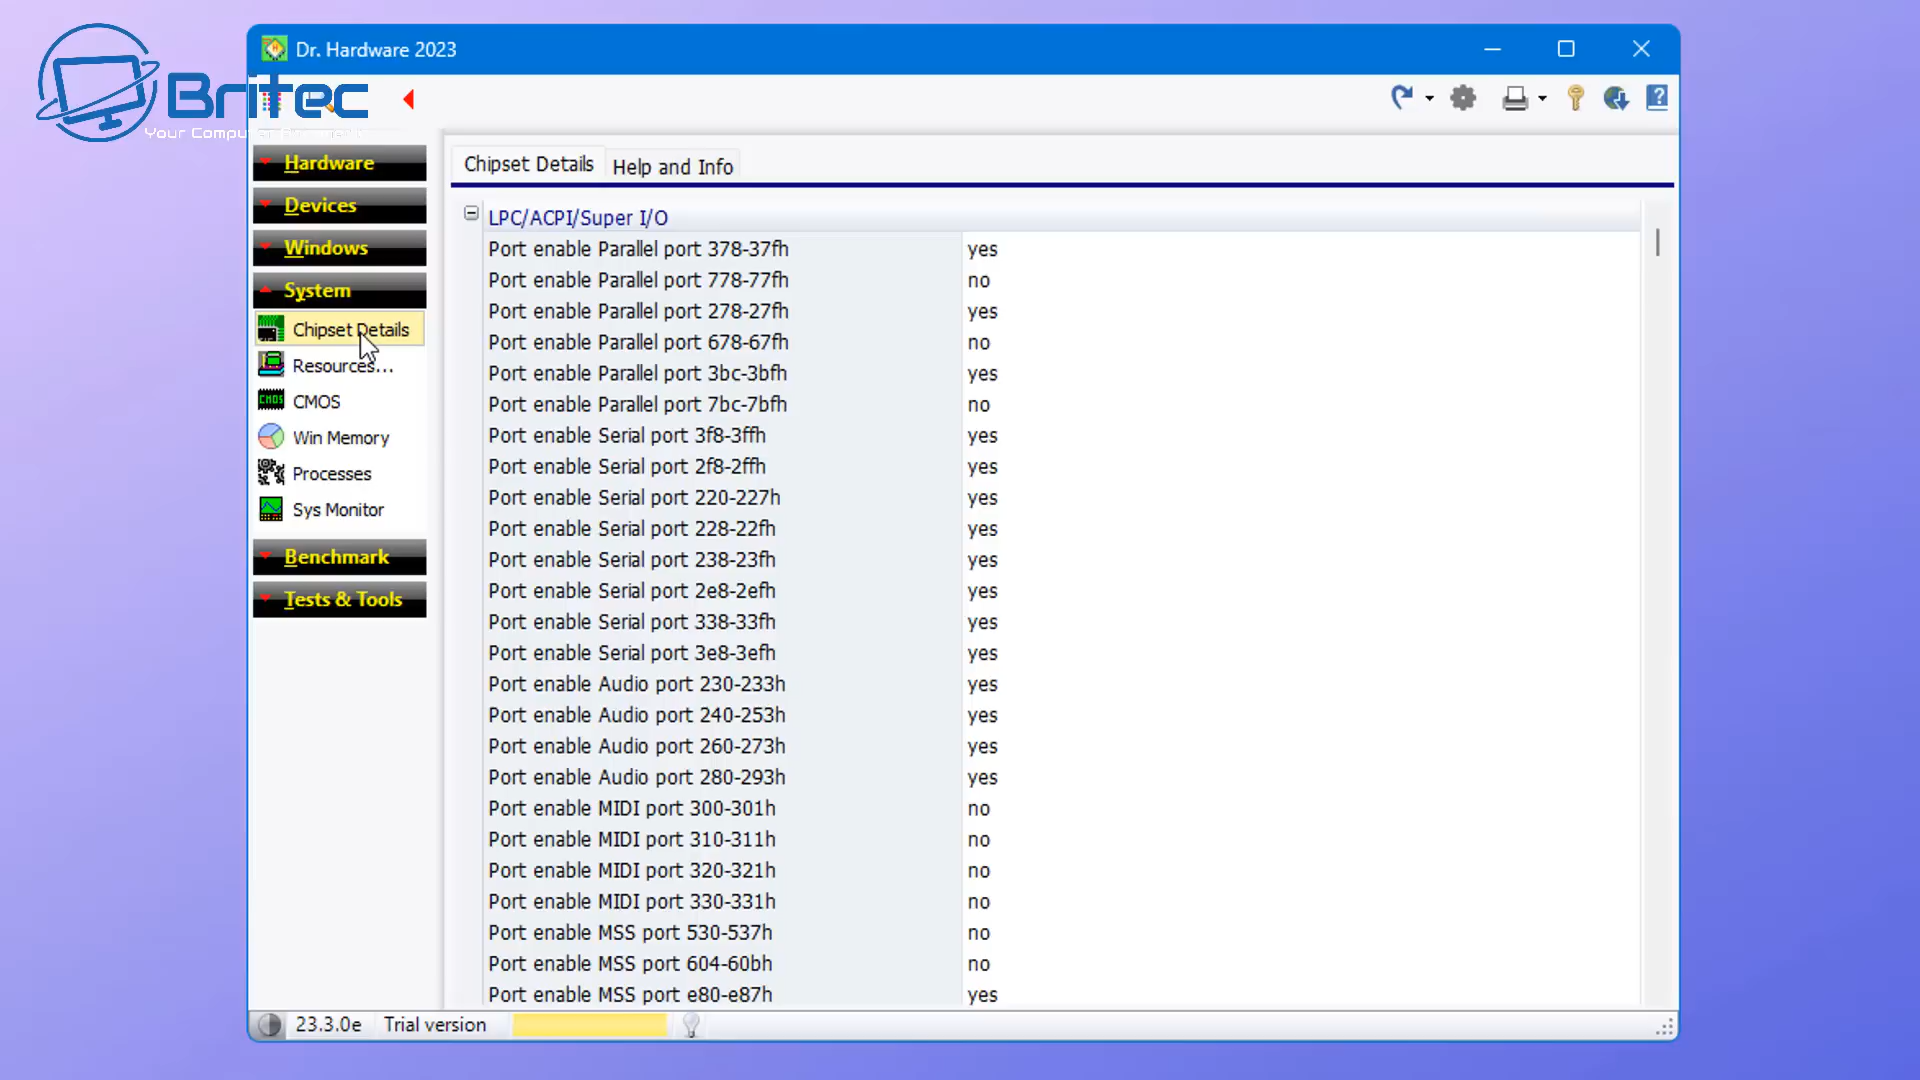 Dr. Hardware 2023
Britec
Your Compu
Hardware
Devices
Windows
System
Chipset Details
Resources...
CMOS
CMOS
Win Memory
Processes
Sys Monitor
Benchmark
Tests & Tools
Chipset Details
Help and Info
LPC/ACPI/Super I/O
Port enable Parallel port 378-37fh yes
Port enable Parallel port 778-77fh no
Port enable Parallel port 278-27fh yes
Port enable Parallel port 678-67fh no
Port enable Parallel port 3bc-3bfh yes
Port enable Parallel port 7bc-7bfh no
Port enable Serial port 3f8-3ffh yes
Port enable Serial port 2f8-2ffh yes
Port enable Serial port 220-227h yes
Port enable Serial port 228-22fh yes
Port enable Serial port 238-23fh yes
Port enable Serial port 2e8-2efh yes
Port enable Serial port 338-33fh yes
Port enable Serial port 3e8-3efh yes
Port enable Audio port 230-233h yes
Port enable Audio port 240-253h yes
Port enable Audio port 260-273h yes
Port enable Audio port 280-293h yes
Port enable MIDI port 300-301h no
Port enable MIDI port 310-311h no
Port enable MIDI port 320-321h no
Port enable MIDI port 330-331h no
Port enable MSS port 530-537h no
Port enable MSS port 604-60bh no
Port enable MSS port e80-e87h yes
23.3.0e Trial version